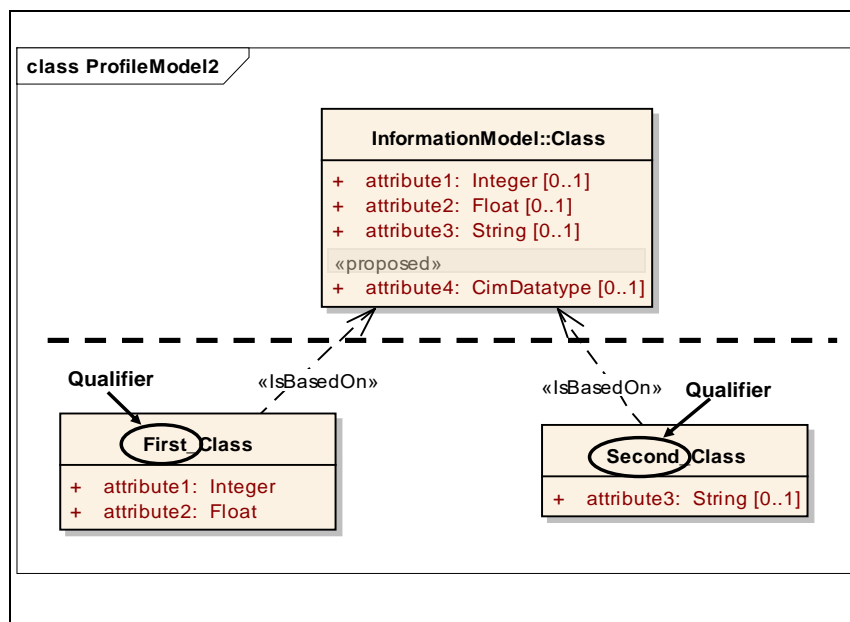 class ProfileModel2
InformationModel::Class
+ attribute1: Integer [0..1]
+ attribute2: Float [0..1]
+ attribute3: String [0..1]
«proposed»
+ attribute4: CimDatatype [0..1]
«IsBasedOn»
«IsBasedOn»
Qualifier
Qualifier
First_Class
+ attribute1: Integer
+ attribute2: Float
Second_Class
+ attribute3: String [0..1]